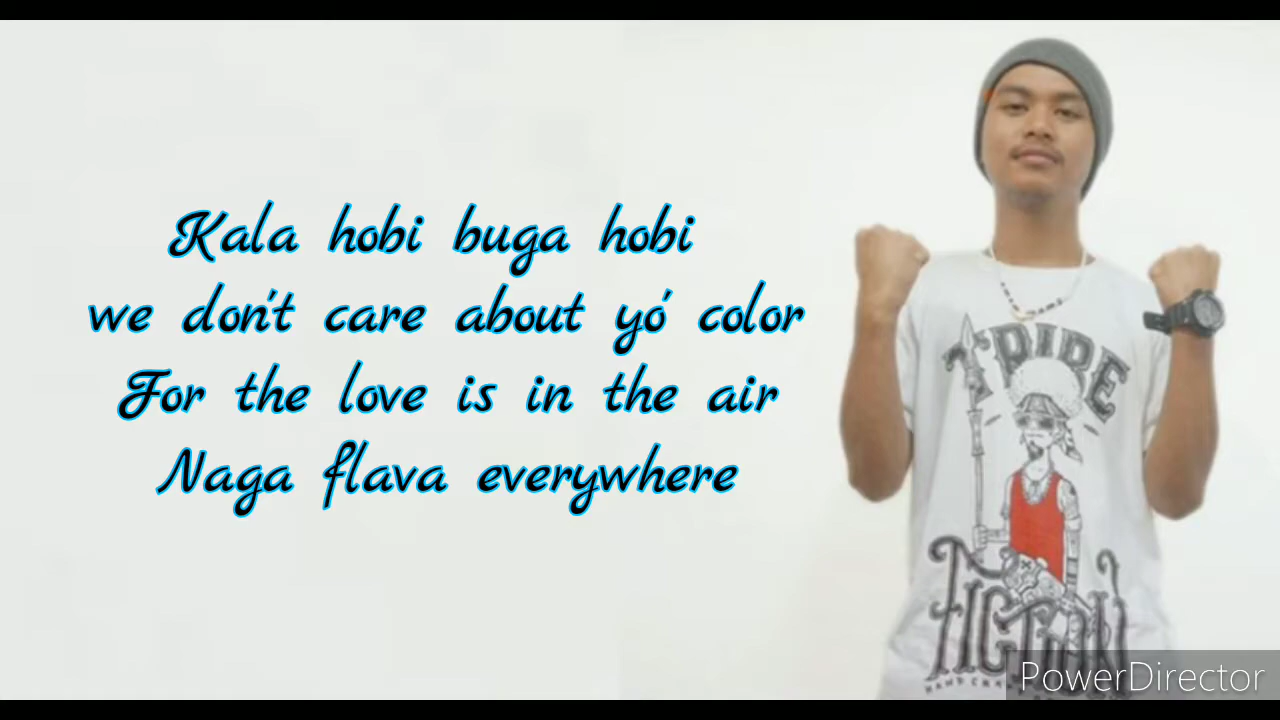 Kala hobi buga hobi
we don't care about yo' color
For the love is in the air
Naga flava everywhere
TRIBE
FICTION
PowerDirector